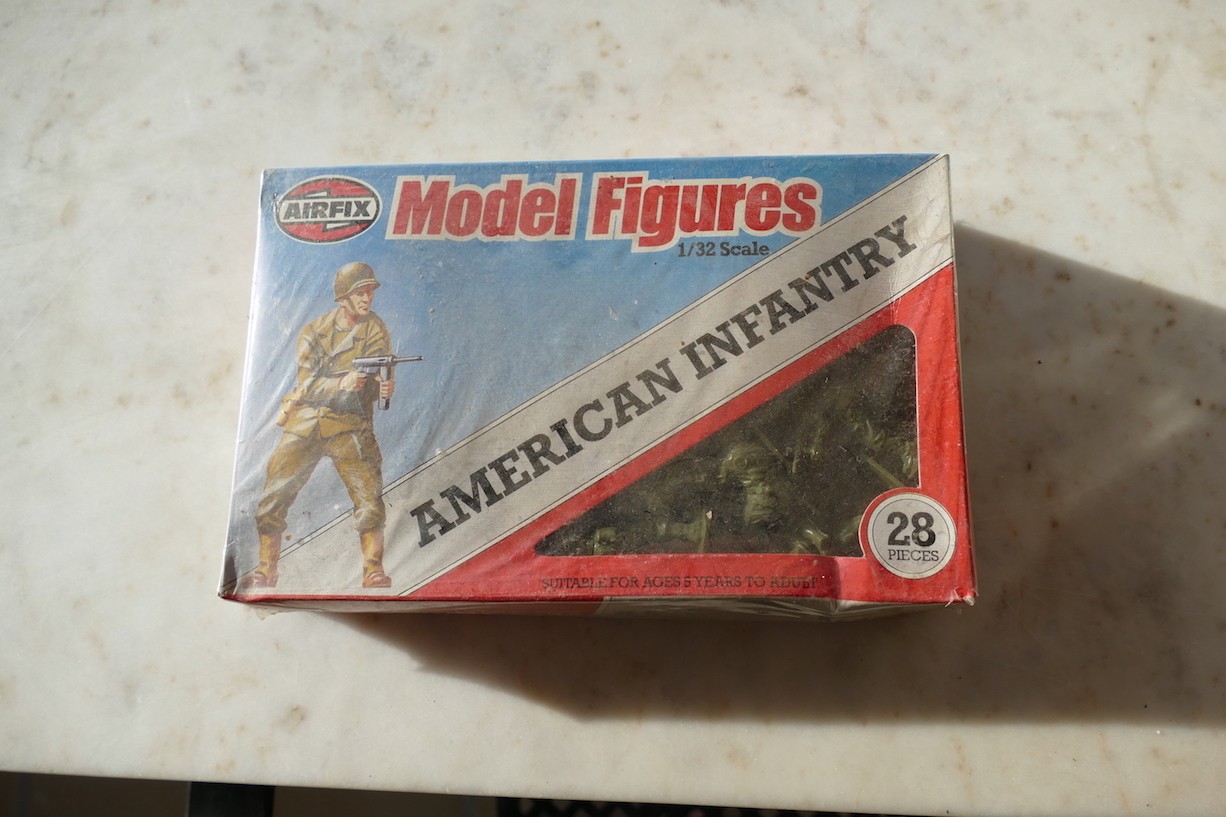 AIRFIX
Model Figures
1/32 Scale
AMERICAN INFANTRY
28
PIECES
SUITABLE FOR AGES 5 YEARS TO ADULT